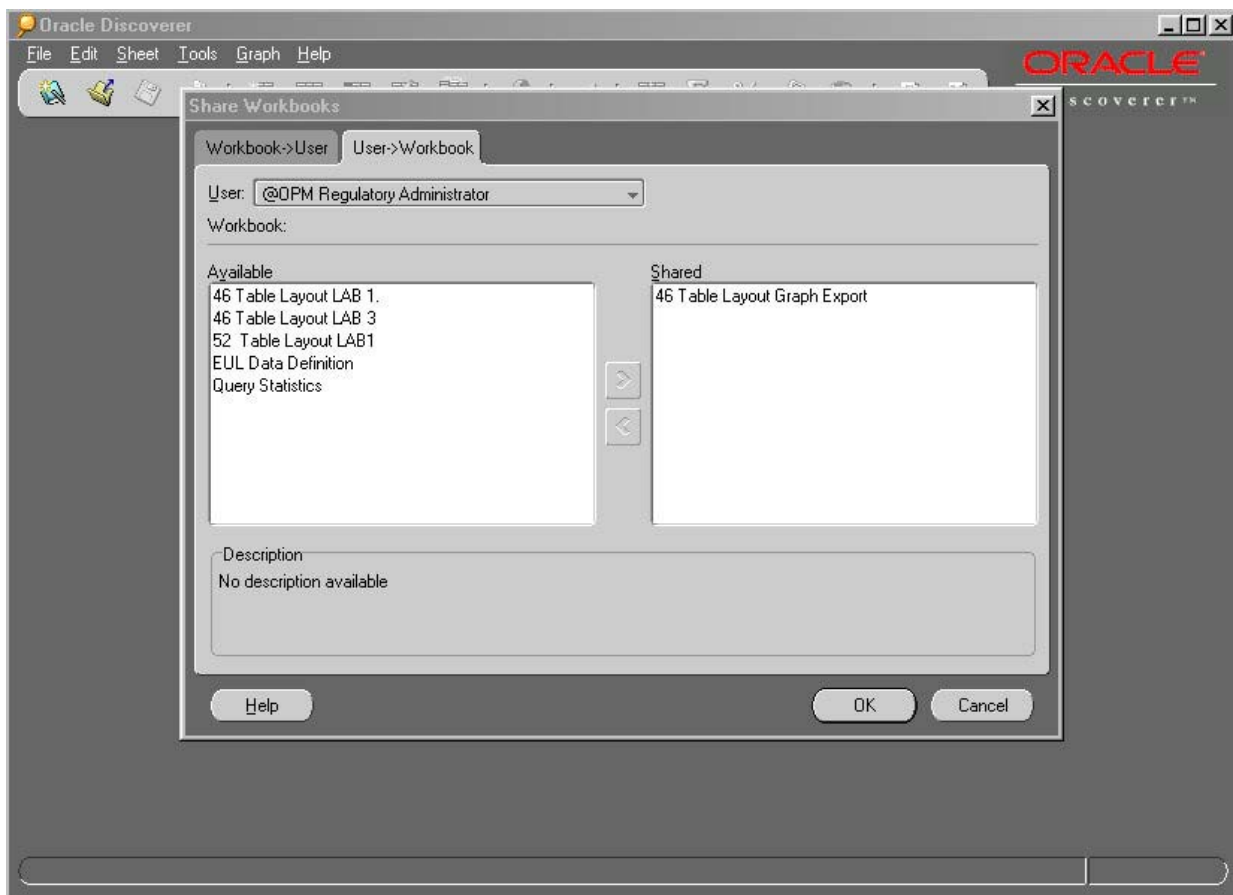 Oracle Discoverer
File Edit Sheet Tools Graph Help
ORACLE
scoverer™
Share Workbooks
Workbook->User User->Workbook
User: @OPM Regulatory Administrator
Workbook:
Available Shared
46 Table Layout LAB 1. 46 Table Layout Graph Export
46 Table Layout LAB 3
52  Table Layout LAB1
EUL Data Definition
Query Statistics
Description
No description available
Help OK Cancel